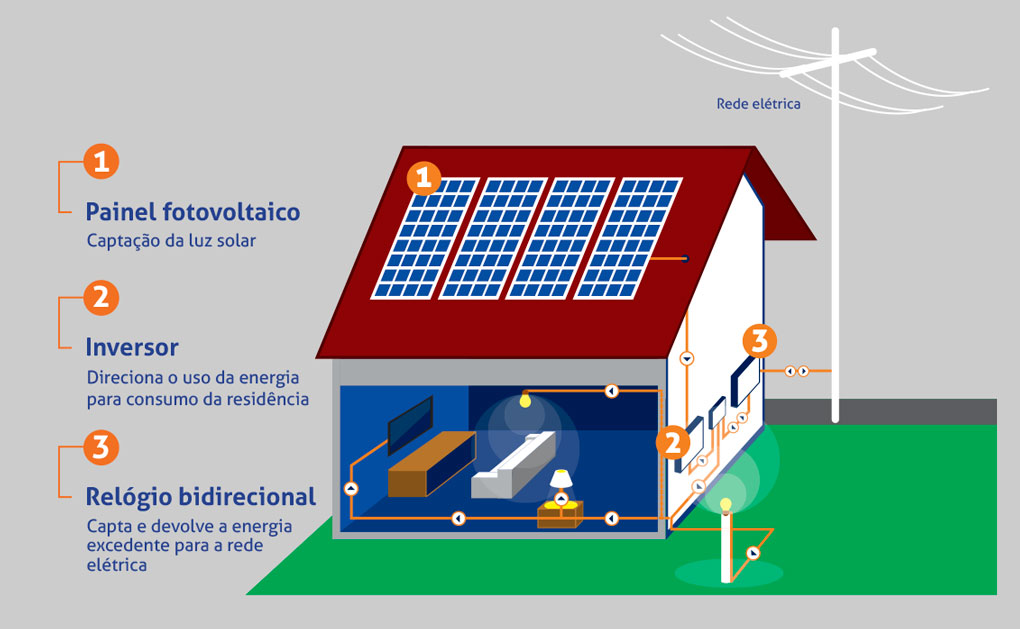 Rede elétrica
1
Painel fotovoltaico
Captação da luz solar
2
Inversor
Direciona o uso da energia
para consumo da residência
3
Relógio bidirecional
Capta e devolve a energia
excedente para a rede
elétrica
1
3
2